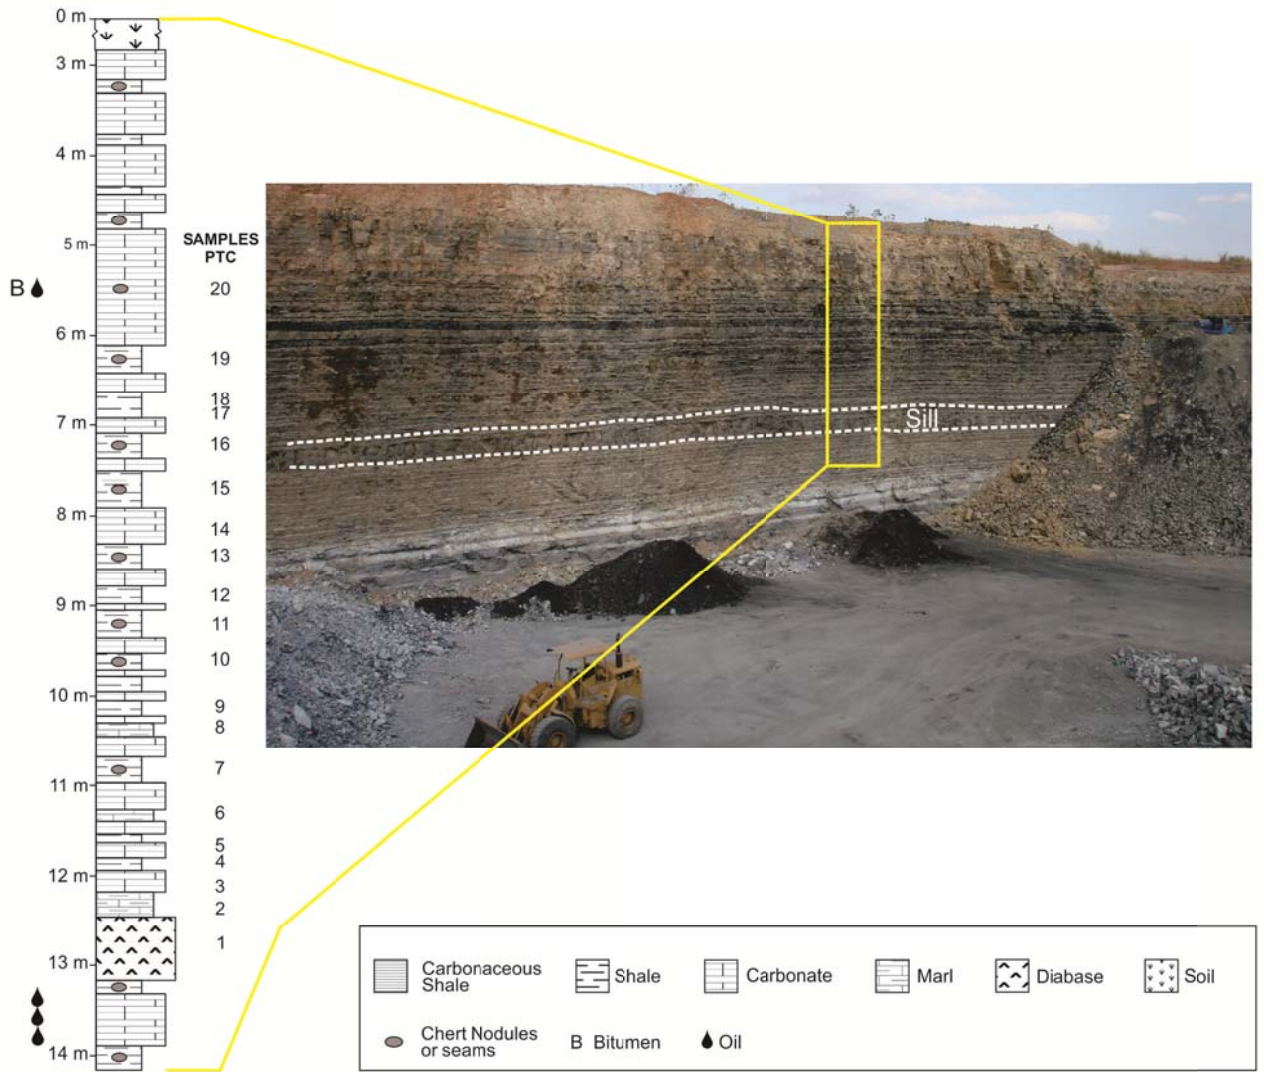 0 m
3 m
4 m
5 m
6 m
7 m
8 m
9 m
10 m
11 m
12 m
13 m
14 m
B
SAMPLES
PTC
20
19
18
17
16
15
14
13
12
11
10
9
8
7
6
5
4
3
2
1
Sill
Carbonaceous
Shale
Shale
Carbonate
Marl
Diabase
Soil
Chert Nodules
or seams
B Bitumen
Oil